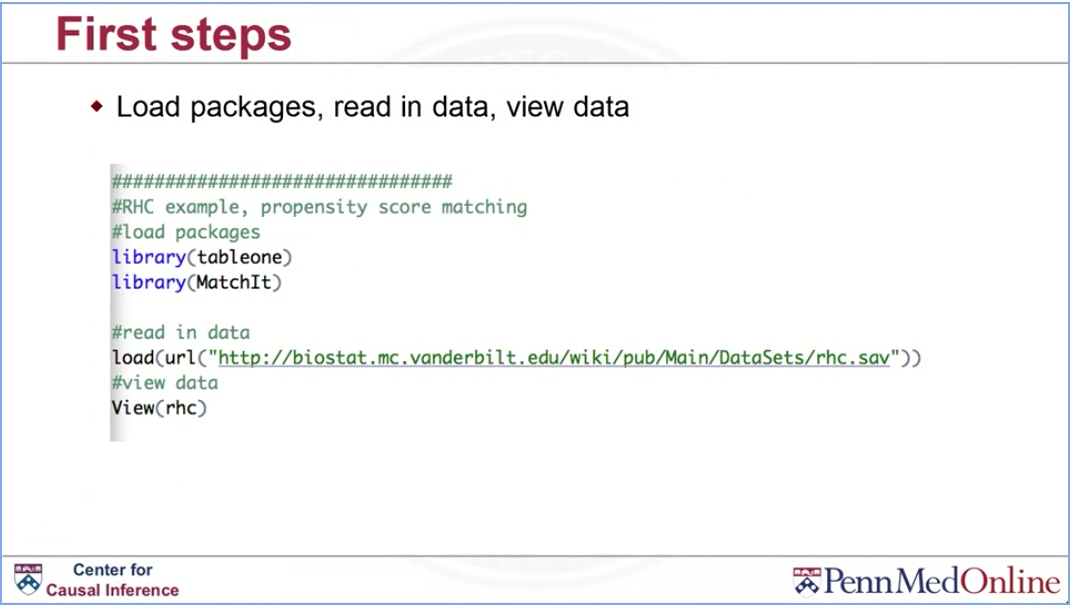 First steps
Load packages, read in data, view data
################################
#RHC example, propensity score matching
#load packages
library(tableone)
library(MatchIt)
#read in data
load(url("http://biostat.mc.vanderbilt.edu/wiki/pub/Main/DataSets/rhc.sav"))
#view data
View(rhc)
Center for
Causal Inference
PennMedOnline